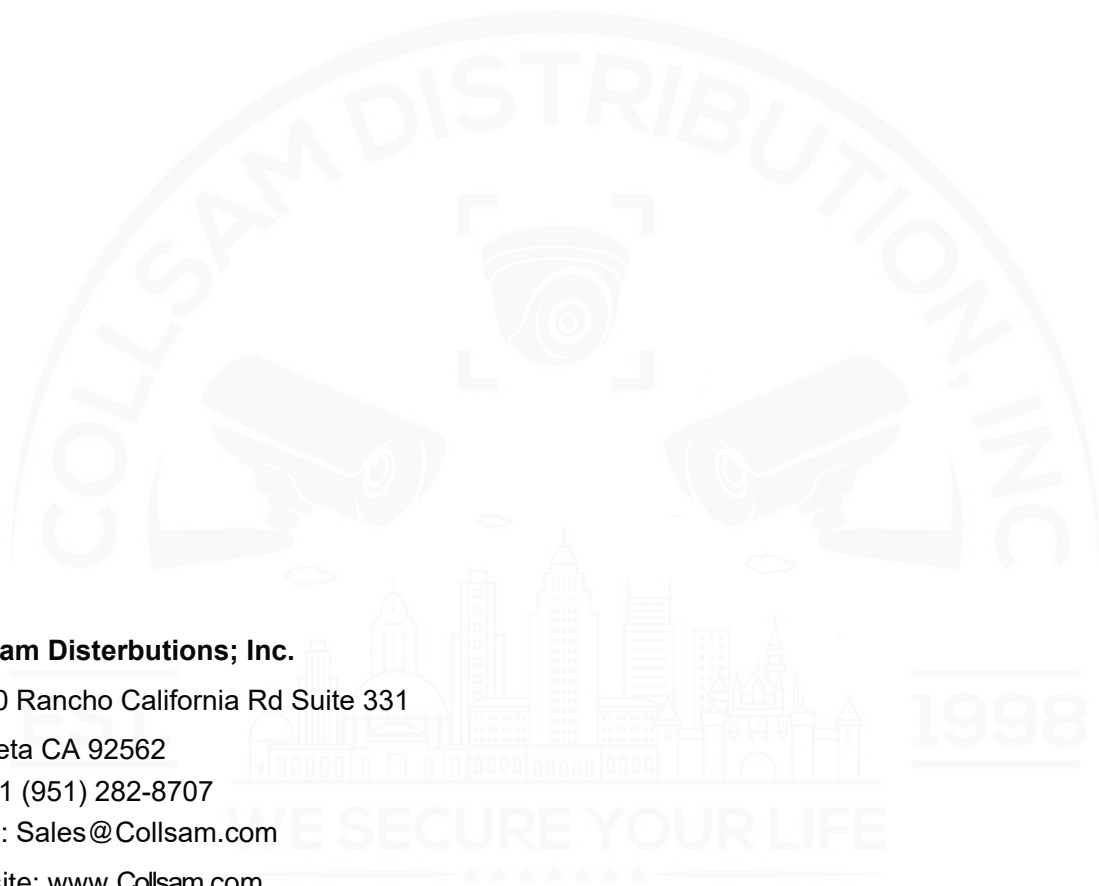 COLLSAM DISTRIBUTION, INC
am Disterbutions; Inc.
0 Rancho California Rd Suite 331
eta CA 92562
1 (951) 282-8707
: Sales@Collsam.com
site: www.Collsam.com
EST
1998
WE SECURE YOUR LIFE